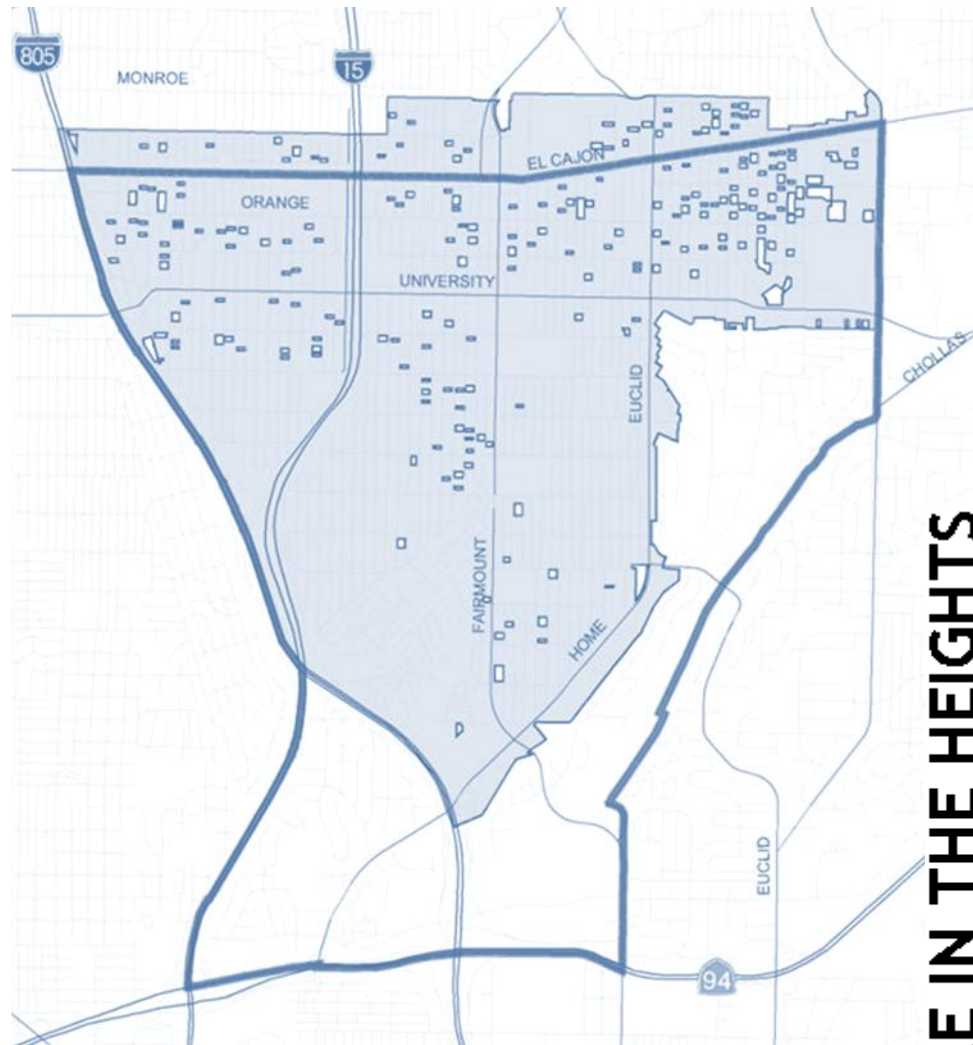 805
15
MONROE
EL CAJON
ORANGE
UNIVERSITY
CHOLLAS
EUCLID
FAIRMOUNT
HOME
EUCLID
94
E IN THE HEIGHTS